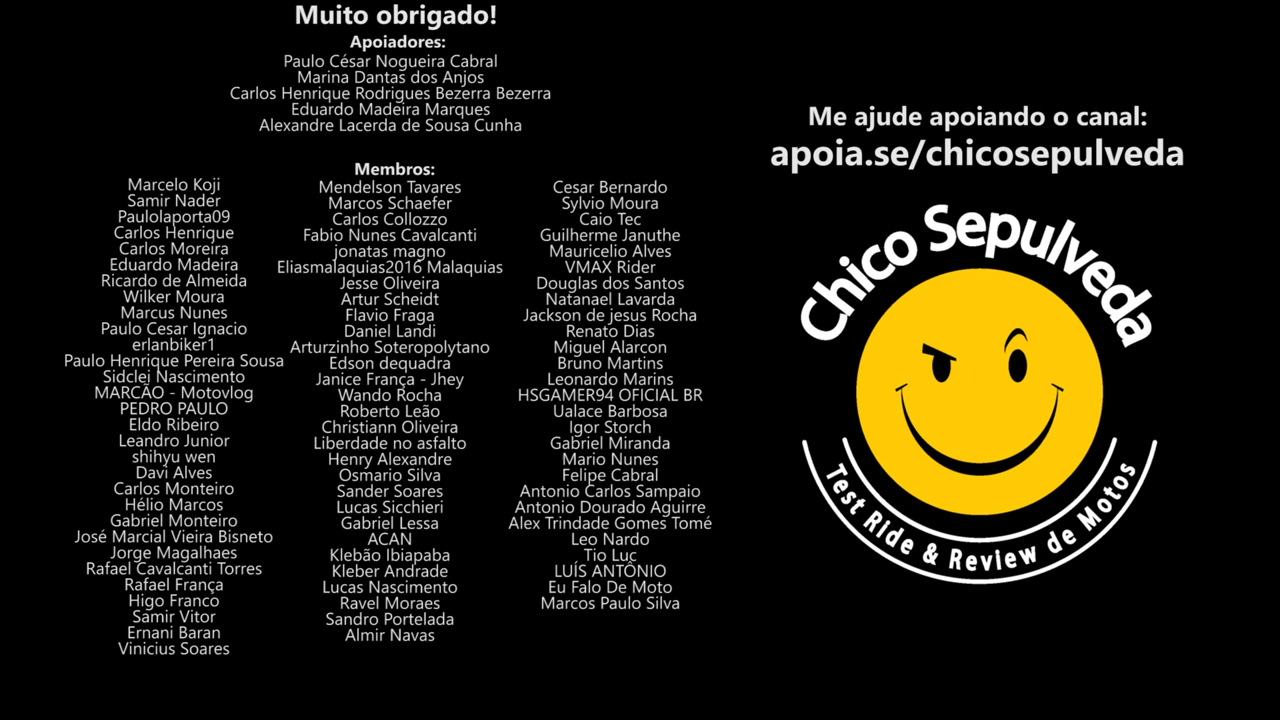 Muito obrigado!
Apoiadores:
Paulo César Nogueira Cabral
Marina Dantas dos Anjos
Carlos Henrique Rodrigues Bezerra Bezerra
Eduardo Madeira Marques
Alexandre Lacerda de Sousa Cunha
Membros:
Marcelo Koji
Samir Nader
Paulolaporta09
Carlos Henrique
Carlos Moreira
Eduardo Madeira
Ricardo de Almeida
Wilker Moura
Marcus Nunes
Paulo Cesar Ignacio
erlanbiker1
Paulo Henrique Pereira Sousa
Sidclei Nascimento
MARCÃO - Motovlog
PEDRO PAULO
Eldo Ribeiro
Leandro Junior
shihyu wen
Davi Alves
Carlos Monteiro
Hélio Marcos
Gabriel Monteiro
José Marcial Vieira Bisneto
Jorge Magalhaes
Rafael Cavalcanti Torres
Rafael França
Higo Franco
Samir Vitor
Ernani Baran
Vinicius Soares
Mendelson Tavares
Marcos Schaefer
Carlos Collozzo
Fabio Nunes Cavalcanti
jonatas magno
Eliasmalaquias2016 Malaquias
Jesse Oliveira
Artur Scheidt
Flavio Fraga
Daniel Landi
Arturzinho Soteropolytano
Edson dequadra
Janice França - Jhey
Wando Rocha
Roberto Leão
Christiann Oliveira
Liberdade no asfalto
Henry Alexandre
Osmario Silva
Sander Soares
Lucas Sicchieri
Gabriel Lessa
ACAN
Klebão Ibiapaba
Kleber Andrade
Lucas Nascimento
Ravel Moraes
Sandro Portelada
Almir Navas
Cesar Bernardo
Sylvio Moura
Caio Tec
Guilherme Januthe
Mauricelio Alves
VMAX Rider
Douglas dos Santos
Natanael Lavarda
Jackson de jesus Rocha
Renato Dias
Miguel Alarcon
Bruno Martins
Leonardo Marins
HSGAMER94 OFICIAL BR
Ualace Barbosa
Igor Storch
Gabriel Miranda
Mario Nunes
Felipe Cabral
Antonio Carlos Sampaio
Antonio Dourado Aguirre
Alex Trindade Gomes Tomé
Leo Nardo
Tio Luc
LUÍS ANTÔNIO
Eu Falo De Moto
Marcos Paulo Silva
Me ajude apoiando o canal:
apoia.se/chicosepulveda
Chico Sepulveda
Test Ride & Review de Motos